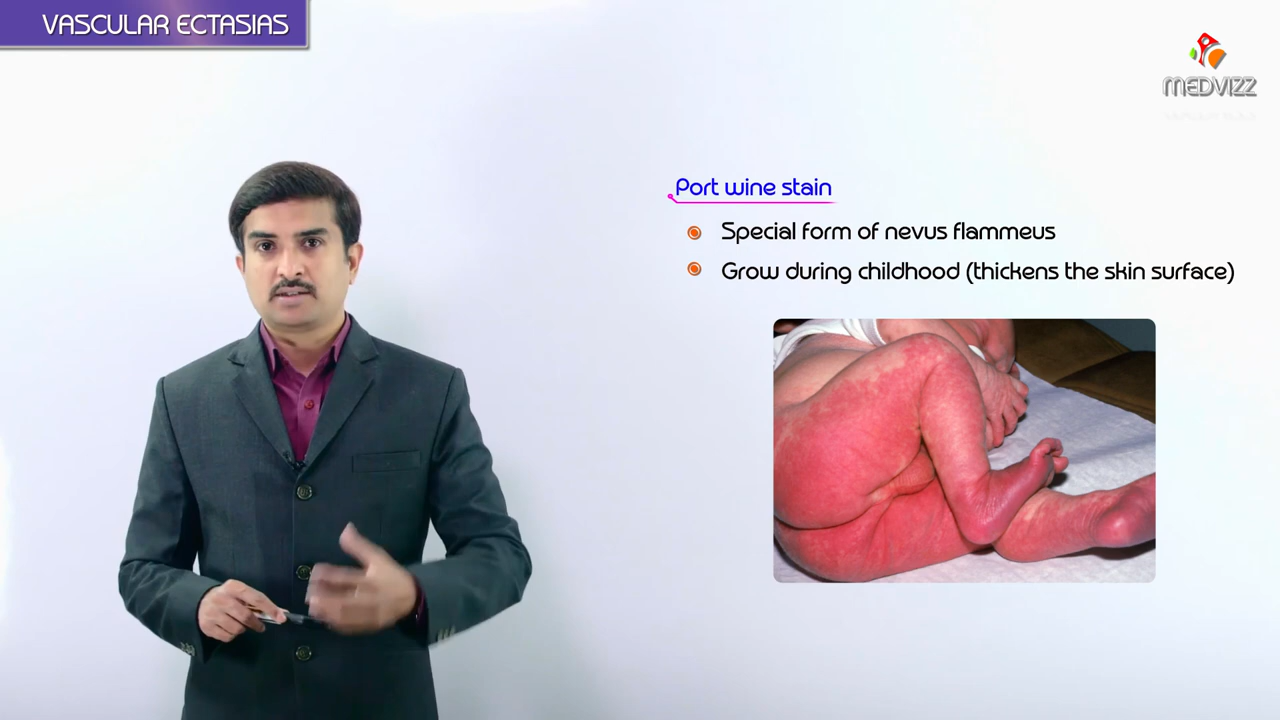 VASCULAR ECTASIAS
MEDVIZZ
Port wine stain
Special form of nevus flammeus
Grow during childhood (thickens the skin surface)